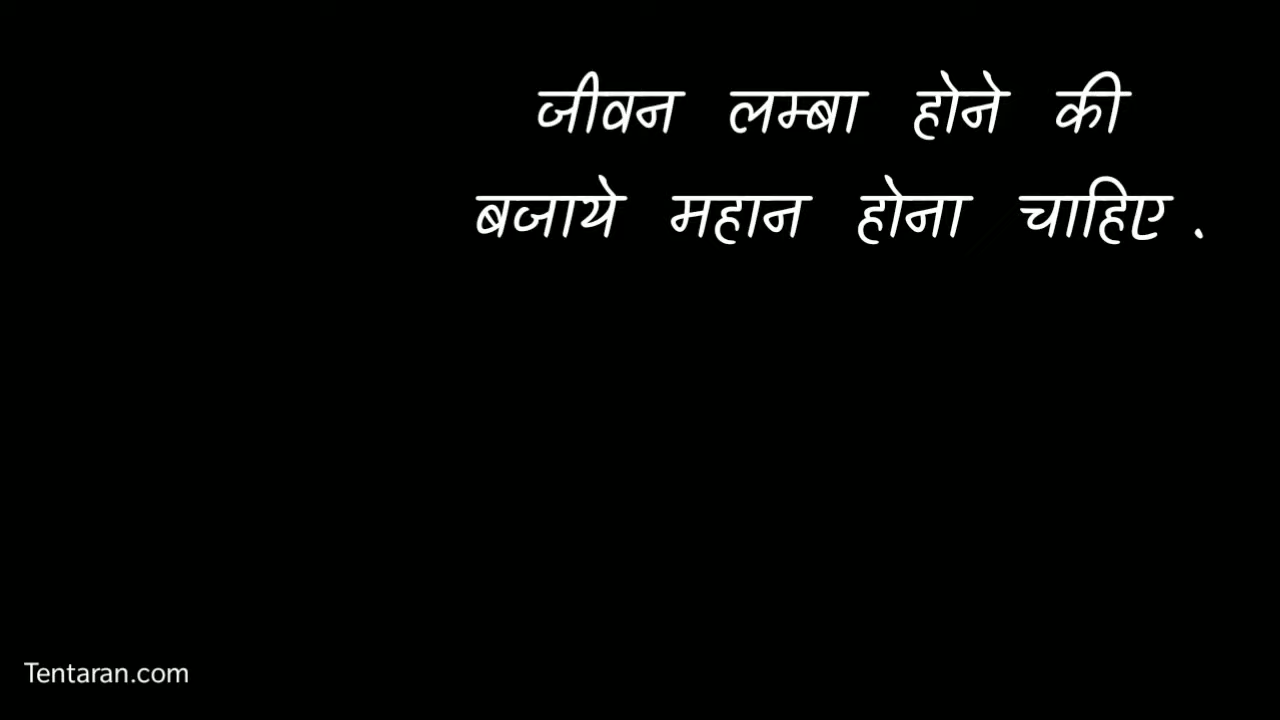 जीवन लम्बा होने की
बजाये महान होना चाहिए .
Tentaran.com